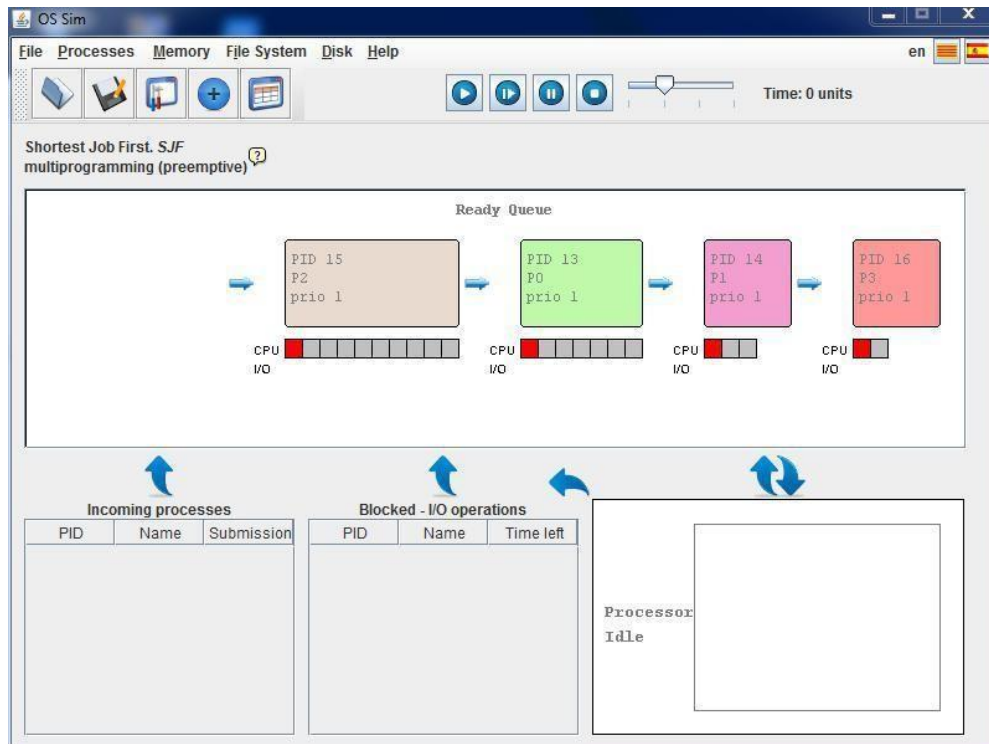 OS Sim
File Processes Memory File System Disk Help
en
Time: 0 units
Shortest Job First. SJF
multiprogramming (preemptive)
?
Ready Queue
PID 15
P2
prio 1
CPU
I/O
PID 13
P0
prio 1
CPU
I/O
PID 14
P1
prio 1
CPU
I/O
PID 16
P3
prio 1
CPU
I/O
Incoming processes
PID Name Submission
Blocked - I/O operations
PID Name Time left
Processor
Idle